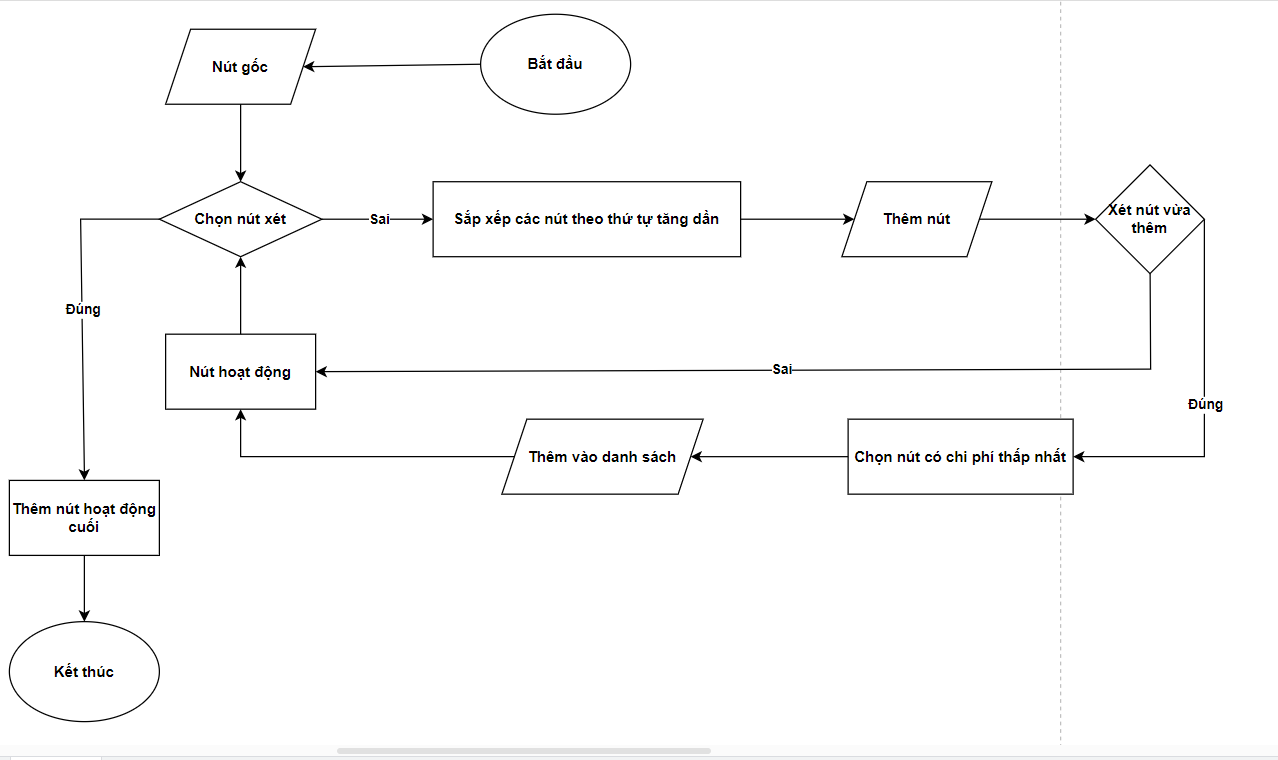 Bắt đầu
Nút gốc
Chọn nút xét
Sai
Sắp xếp các nút theo thứ tự tăng dần
Thêm nút
Xét nút vừa
thêm
Đúng
Nút hoạt động
Sai
Đúng
Thêm vào danh sách
Chọn nút có chi phí thấp nhất
Thêm nút hoạt động
cuối
Kết thúc